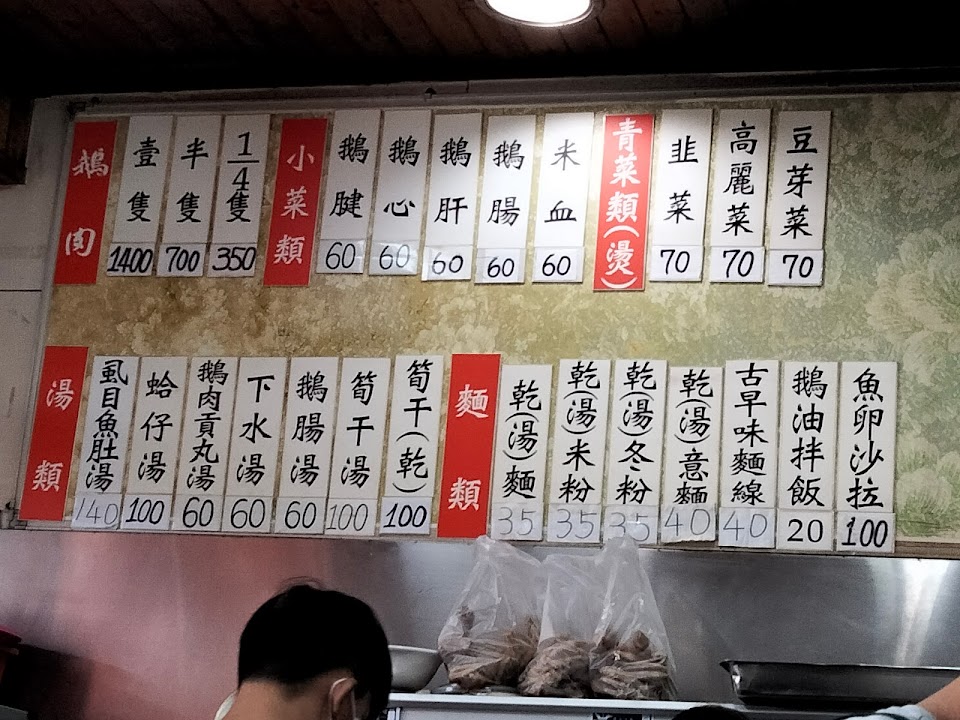 鵝肉
壹隻 1400
半隻 700
1/4隻 350
小菜類
鵝腱 60
鵝心 60
鵝肝 60
鵝腸 60
米血 60
青菜類(燙)
韭菜 70
高麗菜 70
豆芽菜 70
湯類
虱目魚肚湯 140
蛤仔湯 100
鵝肉貢丸湯 60
下水湯 60
鵝腸湯 60
筍干湯 100
筍干(乾) 100
麵類
乾(湯)麵 35
乾(湯)米粉 35
乾(湯)冬粉 35
乾(湯)意麵 40
古早味麵線 40
鵝油拌飯 20
魚卵沙拉 100